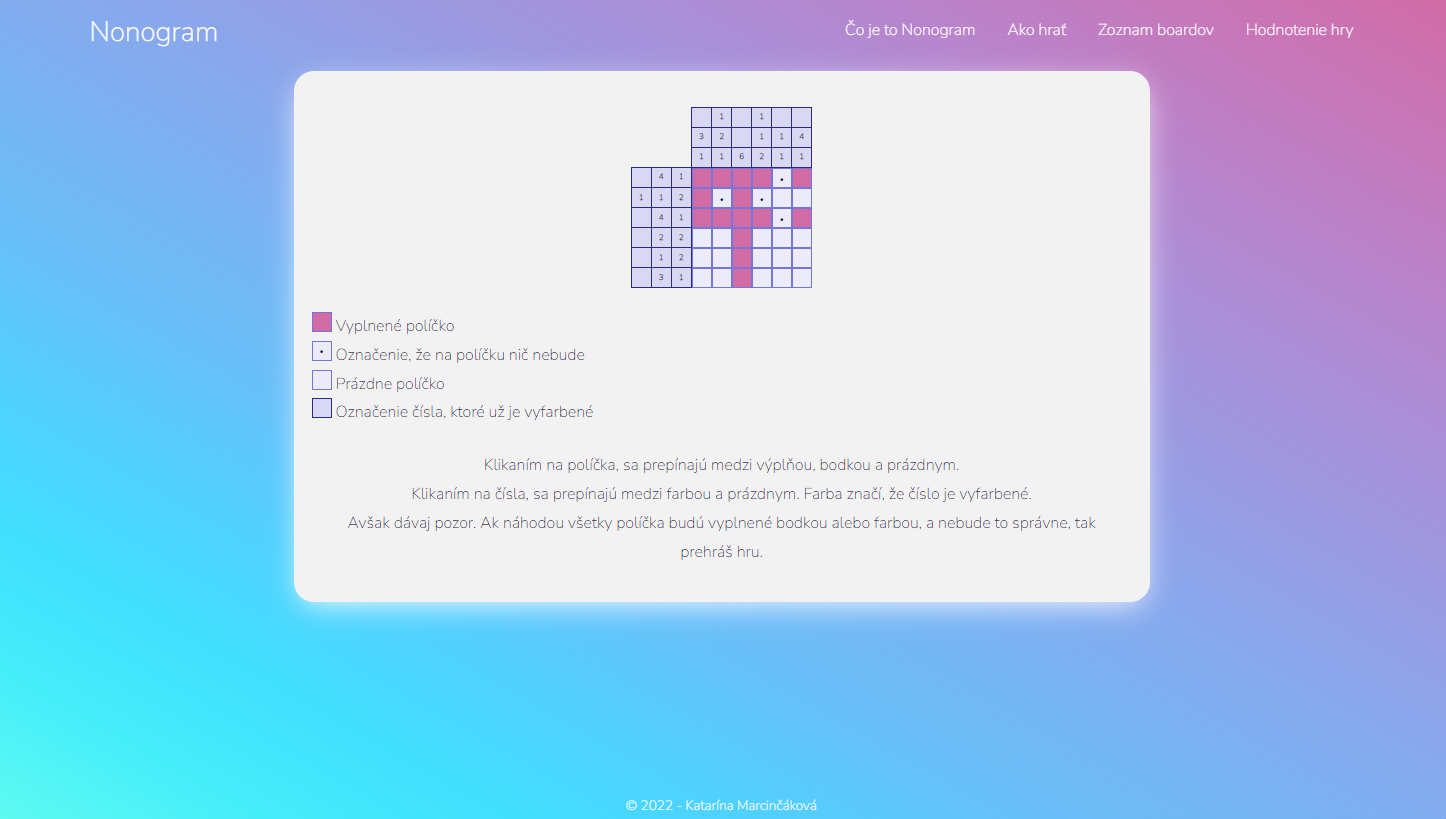 Nonogram
Čo je to Nonogram Ako hrať Zoznam boardov Hodnotenie hry
1 1
3 2 1 1 4
1 1 6 2 1 1
4 1
1 1 2
4 1
2 2
1 2
3 1
Vyplnené políčko
Označenie, že na políčku nič nebude
Prázdne políčko
Označenie čísla, ktoré už je vyfarbené
Klikaním na políčka, sa prepínajú medzi výplňou, bodkou a prázdnym.
Klikaním na čísla, sa prepínajú medzi farbou a prázdnym. Farba značí, že číslo je vyfarbené.
Avšak dávaj pozor. Ak náhodou všetky políčka budú vyplnené bodkou alebo farbou, a nebude to správne, tak
prehráš hru.
© 2022 - Katarína Marcinčáková